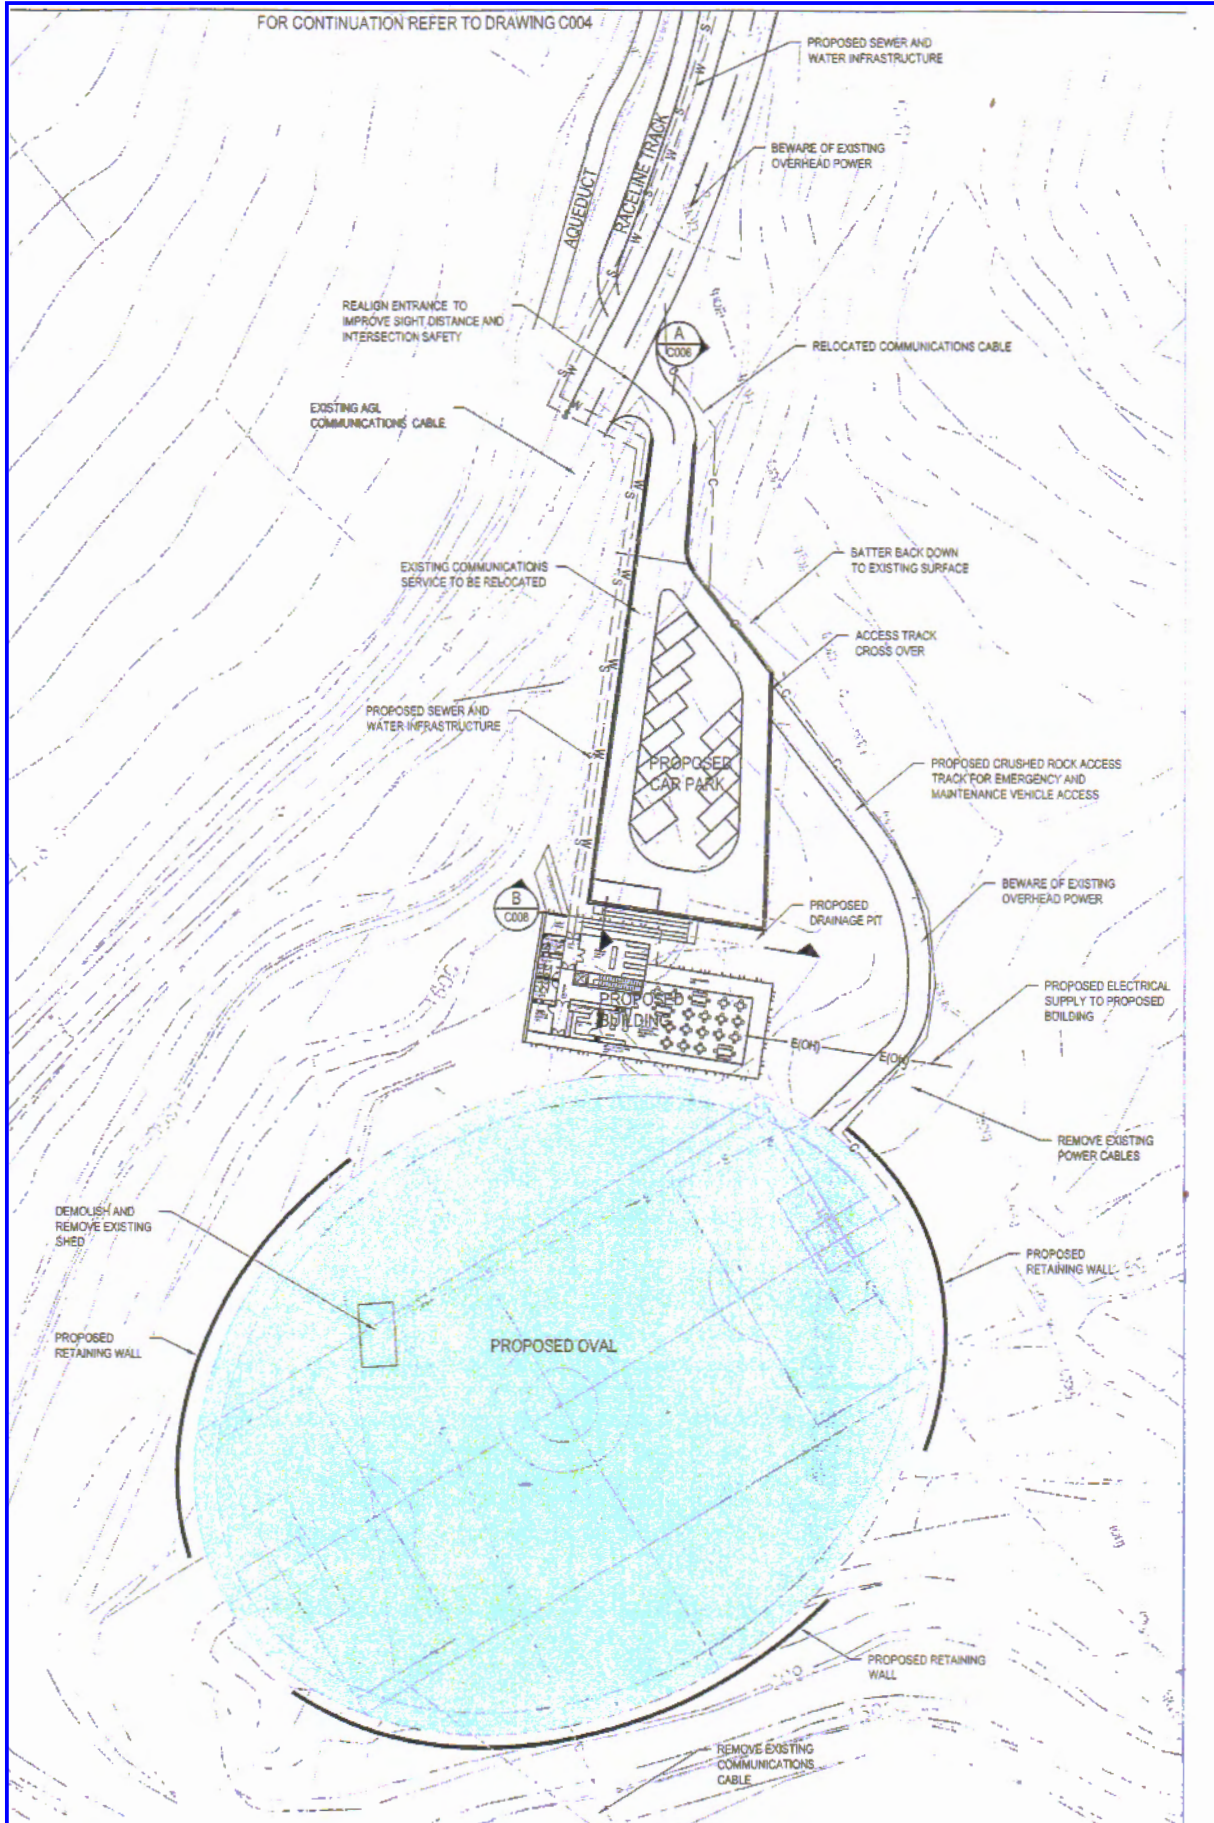 FOR CONTINUATION REFER TO DRAWING C004
PROPOSED SEWER AND
WATER INFRASTRUCTURE
BEWARE OF EXISTING
OVERHEAD POWER
AQUEDUCT
RACELINE TRACK
REALIGN ENTRANCE TO
IMPROVE SIGHT DISTANCE AND
INTERSECTION SAFETY
A
C006
RELOCATED COMMUNICATIONS CABLE
EXISTING AGL
COMMUNICATIONS CABLE
BATTER BACK DOWN
TO EXISTING SURFACE
EXISTING COMMUNICATIONS
SERVICE TO BE RELOCATED
ACCESS TRACK
CROSS OVER
PROPOSED SEWER AND
WATER INFRASTRUCTURE
PROPOSED
CAR PARK
PROPOSED CRUSHED ROCK ACCESS
TRACK FOR EMERGENCY AND
MAINTENANCE VEHICLE ACCESS
BEWARE OF EXISTING
OVERHEAD POWER
B
C008
PROPOSED
DRAINAGE PIT
PROPOSED
BUILDING
PROPOSED ELECTRICAL
SUPPLY TO PROPOSED
BUILDING
E(OH)
E(OH)
REMOVE EXISTING
POWER CABLES
DEMOLISH AND
REMOVE EXISTING
SHED
PROPOSED
RETAINING WALL
PROPOSED
RETAINING WALL
PROPOSED OVAL
PROPOSED RETAINING
WALL
REMOVE EXISTING
COMMUNICATIONS
CABLE